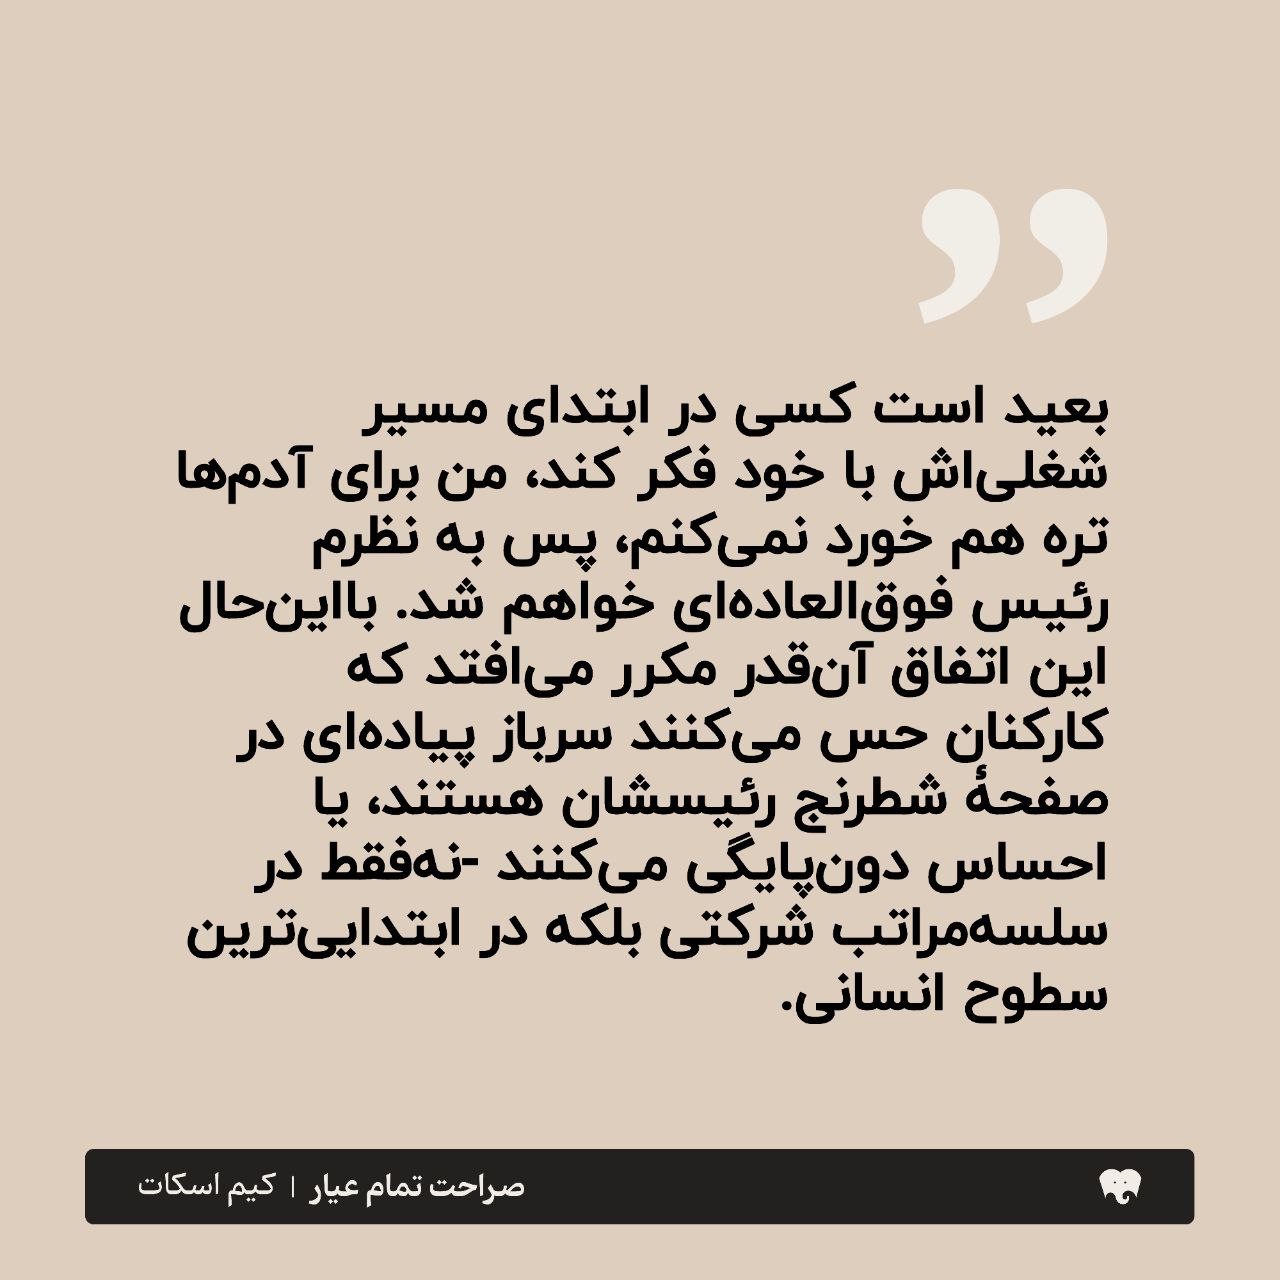 بعید است کسی در ابتدای مسیر
شغلی‌اش با خود فکر کند، من برای آدم‌ها
تره هم خورد نمی‌کنم، پس به نظرم
رئیس فوق‌العاده‌ای خواهم شد. بااین‌حال
این اتفاق آن‌قدر مکرر می‌افتد که
کارکنان حس می‌کنند سرباز پیاده‌ای در
صفحهٔ شطرنج رئیسشان هستند، یا
احساس دون‌پایگی می‌کنند -نه‌فقط در
سلسه‌مراتب شرکتی بلکه در ابتدایی‌ترین
سطوح انسانی.
صراحت تمام عیار | کیم اسکات